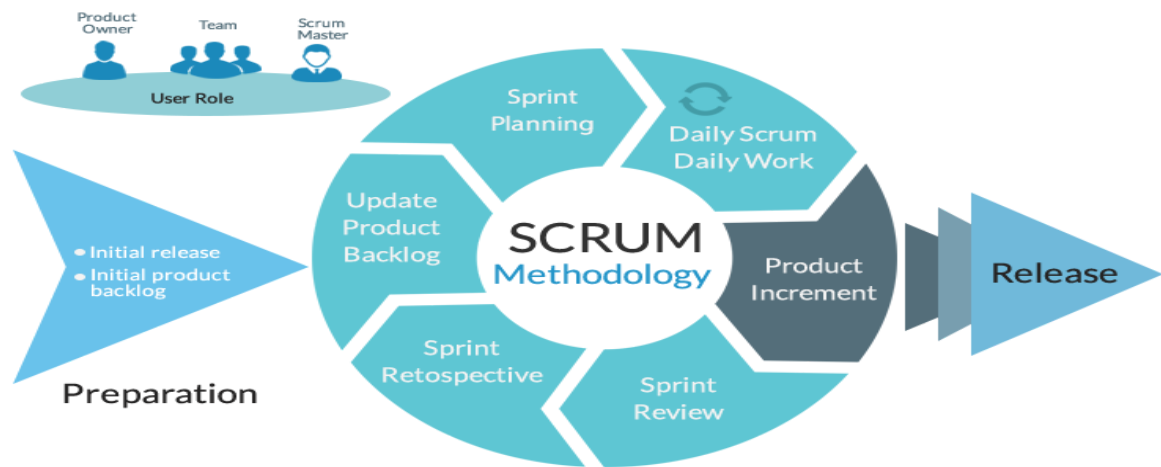 Product
Owner
Team
Scrum
Master
User Role
Initial release
Initial product
backlog
Preparation
SCRUM
Methodology
Sprint
Planning
Daily Scrum
Daily Work
Product
Increment
Sprint
Review
Sprint
Retospective
Update
Product
Backlog
Release